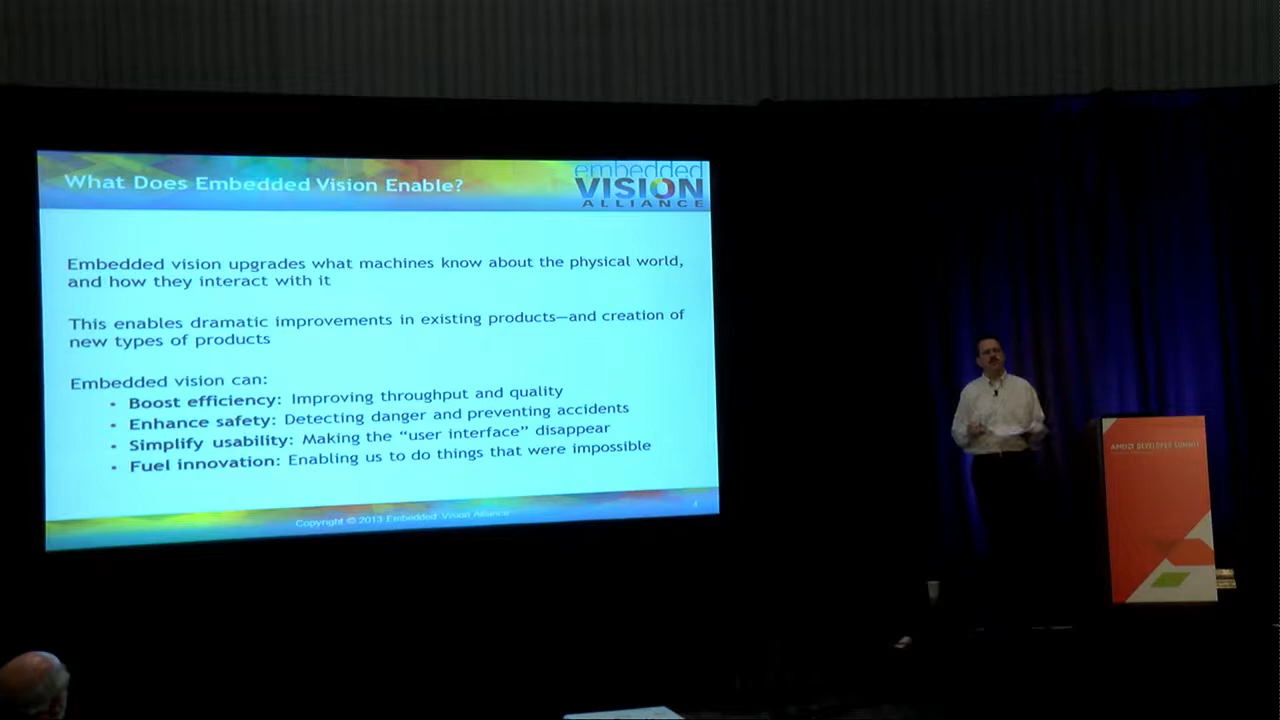 What Does Embedded Vision Enable?
embedded
VISION
ALLIANCE
Embedded vision upgrades what machines know about the physical world,
and how they interact with it
This enables dramatic improvements in existing products—and creation of
new types of products
Embedded vision can:
• Boost efficiency: Improving throughput and quality
• Enhance safety: Detecting danger and preventing accidents
• Simplify usability: Making the “user interface” disappear
• Fuel innovation: Enabling us to do things that were impossible
Copyright © 2013 Embedded Vision Alliance
4
DEVELOPER SUMMIT